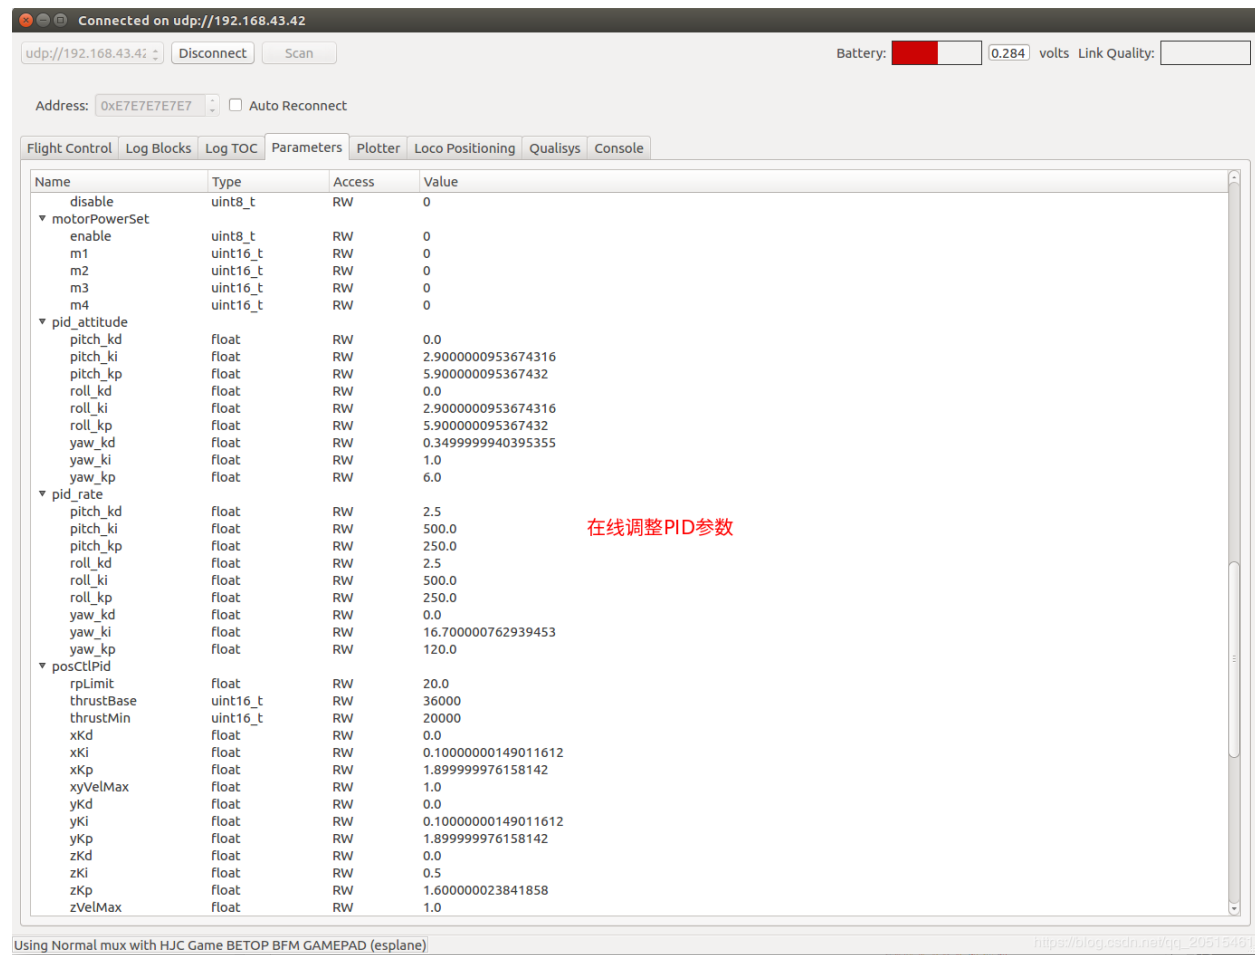 Connected on udp://192.168.43.42
udp://192.168.43.42 Disconnect Scan Battery: 0.284 volts Link Quality:
Address: 0xE7E7E7E7E7 Auto Reconnect
Flight Control Log Blocks Log TOC Parameters Plotter Loco Positioning Qualisys Console
Name Type Access Value
disable uint8_t RW 0
motorPowerSet
enable uint8_t RW 0
m1 uint16_t RW 0
m2 uint16_t RW 0
m3 uint16_t RW 0
m4 uint16_t RW 0
pid_attitude
pitch_kd float RW 0.0
pitch_ki float RW 2.9000000953674316
pitch_kp float RW 5.900000095367432
roll_kd float RW 0.0
roll_ki float RW 2.9000000953674316
roll_kp float RW 5.900000095367432
yaw_kd float RW 0.3499999940395355
yaw_ki float RW 1.0
yaw_kp float RW 6.0
pid_rate
pitch_kd float RW 2.5
pitch_ki float RW 500.0
在线调整PID参数
pitch_kp float RW 250.0
roll_kd float RW 2.5
roll_ki float RW 500.0
roll_kp float RW 250.0
yaw_kd float RW 0.0
yaw_ki float RW 16.700000762939453
yaw_kp float RW 120.0
posCtlPid
rpLimit float RW 20.0
thrustBase uint16_t RW 36000
thrustMin uint16_t RW 20000
xKd float RW 0.0
xKi float RW 0.10000000149011612
xKp float RW 1.899999976158142
xyVelMax float RW 1.0
yKd float RW 0.0
yKi float RW 0.10000000149011612
yKp float RW 1.899999976158142
zKd float RW 0.0
zKi float RW 0.5
zKp float RW 1.600000023841858
zVelMax float RW 1.0
Using Normal mux with HJC Game BETOP BFM GAMEPAD (esplane)
https://blog.csdn.net/qq_20515461